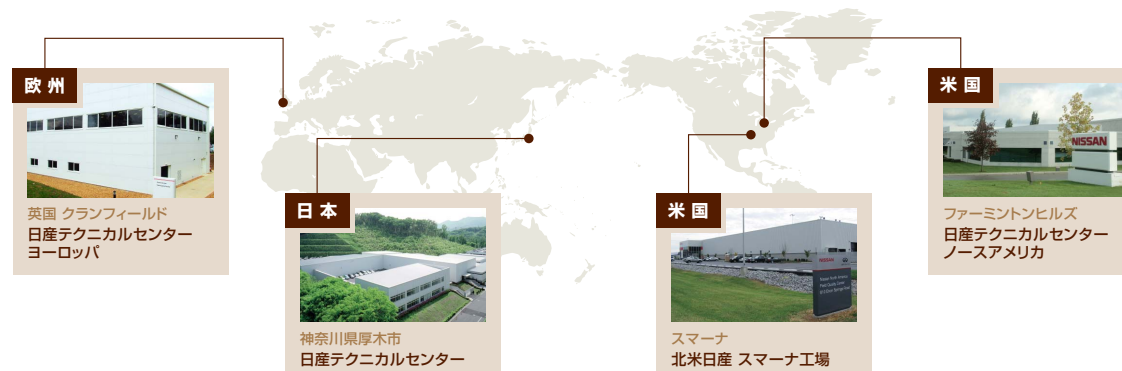 欧州
英国 クランフィールド
日産テクニカルセンター
ヨーロッパ
日本
神奈川県厚木市
日産テクニカルセンター
米国
スマーナ
北米日産 スマーナ工場
米国
NISSAN
ファーミントンヒルズ
日産テクニカルセンター
ノースアメリカ